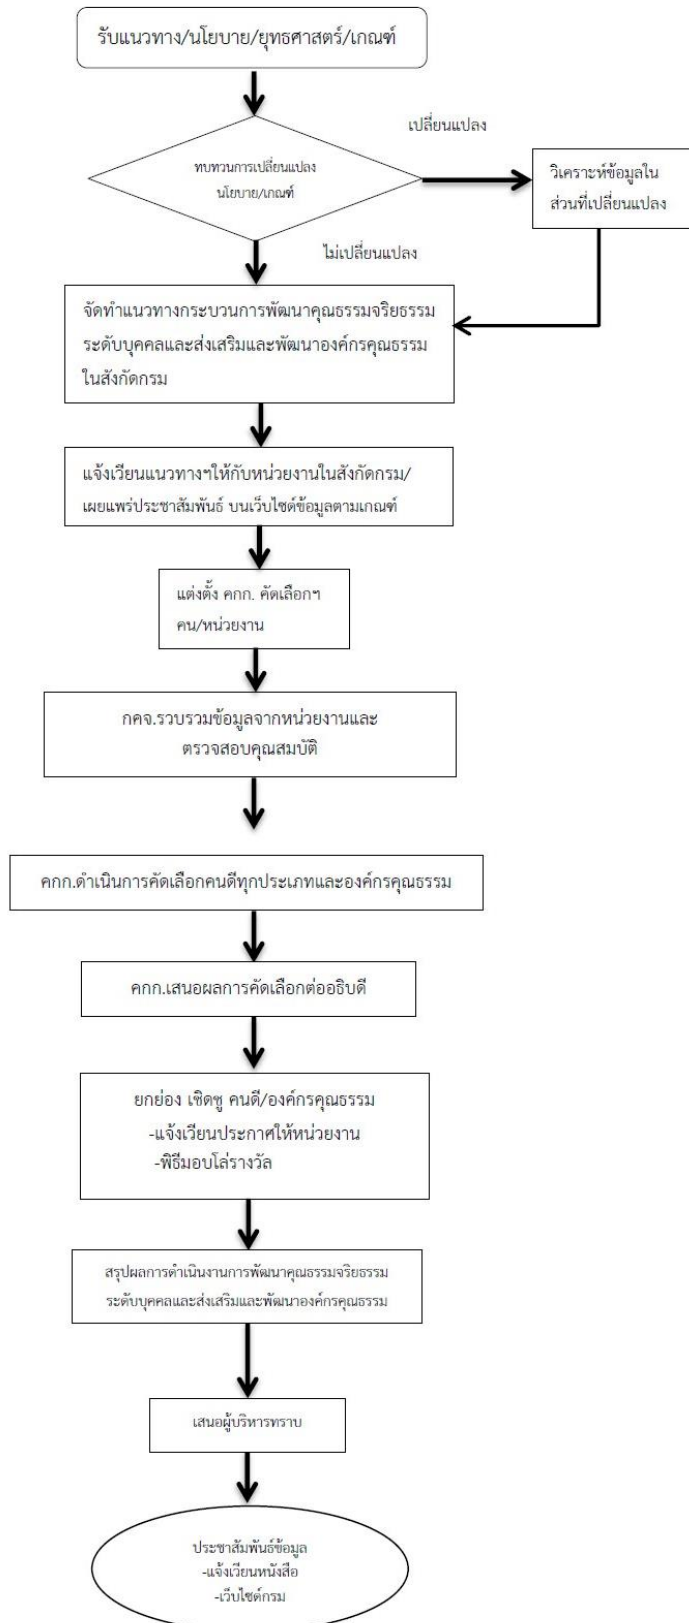 รับแนวทาง/นโยบาย/ยุทธศาสตร์/เกณฑ์
เปลี่ยนแปลง
ทบทวนการเปลี่ยนแปลง
นโยบาย/เกณฑ์
วิเคราะห์ข้อมูลใน
ส่วนที่เปลี่ยนแปลง
ไม่เปลี่ยนแปลง
จัดทำแนวทางกระบวนการพัฒนาคุณธรรมจริยธรรม
ระดับบุคคลและส่งเสริมและพัฒนาองค์กรคุณธรรม
ในสังกัดกรม
แจ้งเวียนแนวทางฯให้กับหน่วยงานในสังกัดกรม/
เผยแพร่ประชาสัมพันธ์ บนเว็บไซต์ข้อมูลตามเกณฑ์
แต่งตั้ง คกก. คัดเลือกฯ
คน/หน่วยงาน
กคจ.รวบรวมข้อมูลจากหน่วยงานและ
ตรวจสอบคุณสมบัติ
คกก.ดำเนินการคัดเลือกคนดีทุกประเภทและองค์กรคุณธรรม
คกก.เสนอผลการคัดเลือกต่ออธิบดี
ยกย่อง เชิดชู คนดี/องค์กรคุณธรรม
-แจ้งเวียนประกาศให้หน่วยงาน
-พิธีมอบโล่รางวัล
สรุปผลการดำเนินงานการพัฒนาคุณธรรมจริยธรรม
ระดับบุคคลและส่งเสริมและพัฒนาองค์กรคุณธรรม
เสนอผู้บริหารทราบ
ประชาสัมพันธ์ข้อมูล
-แจ้งเวียนหนังสือ
-เว็บไซต์กรม